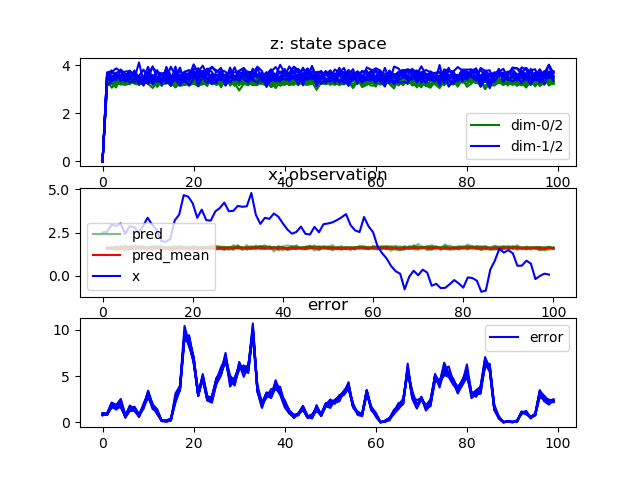 z: state space
4
2
0
dim-0/2
dim-1/2
0 20 40 60 80 100
x: observation
5.0
2.5
0.0
pred
pred_mean
x
0 20 40 60 80 100
error
10
5
0
error
0 20 40 60 80 100